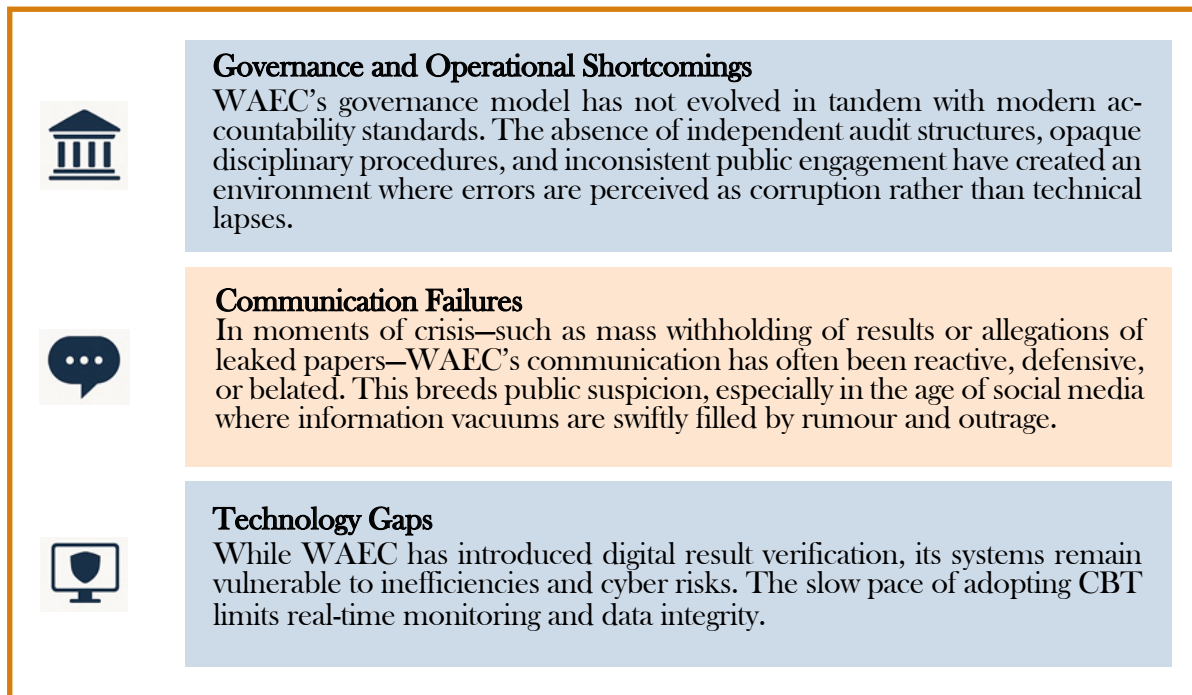 Governance and Operational Shortcomings
WAEC's governance model has not evolved in tandem with modern ac-
countability standards. The absence of independent audit structures, opaque
disciplinary procedures, and inconsistent public engagement have created an
environment where errors are perceived as corruption rather than technical
lapses.
Communication Failures
In moments of crisis—such as mass withholding of results or allegations of
leaked papers—WAEC's communication has often been reactive, defensive,
or belated. This breeds public suspicion, especially in the age of social media
where information vacuums are swiftly filled by rumour and outrage.
Technology Gaps
While WAEC has introduced digital result verification, its systems remain
vulnerable to inefficiencies and cyber risks. The slow pace of adopting CBT
limits real-time monitoring and data integrity.